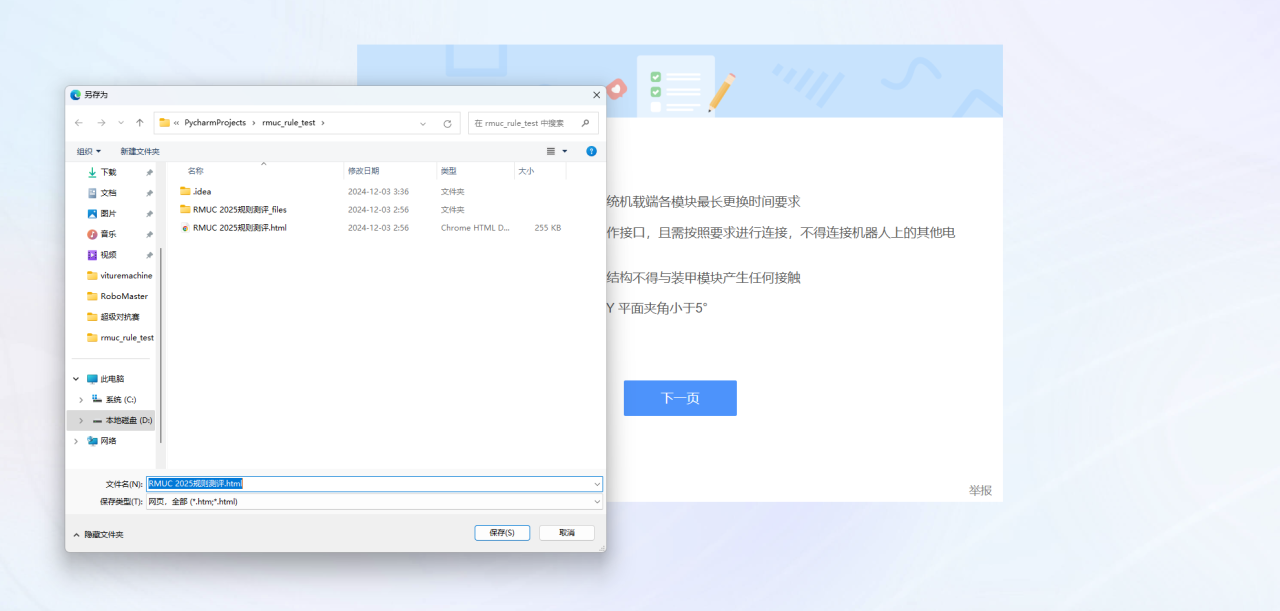 另存为
« PycharmProjects › rmuc_rule_test ›
在 rmuc_rule_test 中搜索
组织
新建文件夹
名称 修改日期 类型 大小
.idea 2024-12-03 3:36 文件夹
RMUC 2025规则测评_files 2024-12-03 2:56 文件夹
RMUC 2025规则测评.html 2024-12-03 2:56 Chrome HTML D... 255 KB
下载
文档
图片
音乐
视频
vituremachine
RoboMaster
超级对抗赛
rmuc_rule_test
此电脑
系统 (C:)
本地磁盘 (D:)
网络
文件名(N): RMUC 2025规则测评.html
保存类型(T): 网页，全部 (*.htm;*.html)
隐藏文件夹
保存(S)
取消
统机载端各模块最长更换时间要求
作接口，且需按照要求进行连接，不得连接机器人上的其他电
结构不得与装甲模块产生任何接触
Y 平面夹角小于5°
下一页
举报